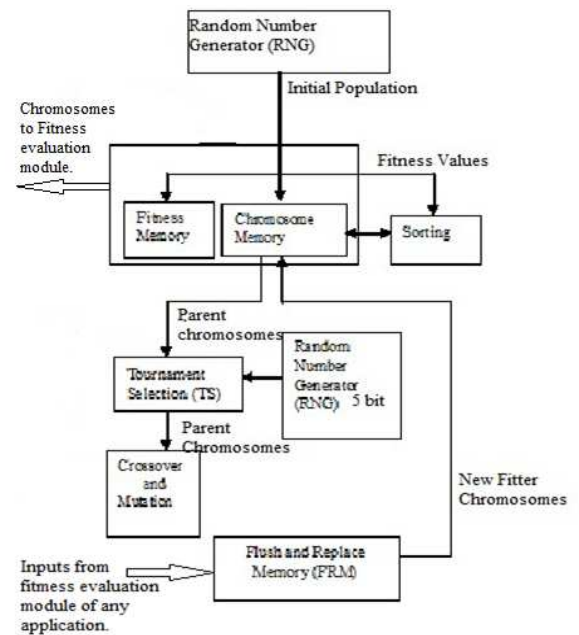 Random Number
Generator (RNG)
Initial Population
Chromosomes
to Fitness
evaluation
module.
Fitness Values
Fitness
Memory
Chromosome
Memory
Sorting
Parent
chromosomes
Random
Number
Generator
(RNG) 5 bit
Tournament
Selection (TS)
Parent
Chromosomes
Crossover
and
Mutation
New Fitter
Chromosomes
Flush and Replace
Memory (FRM)
Inputs from
fitness evaluation
module of any
application.